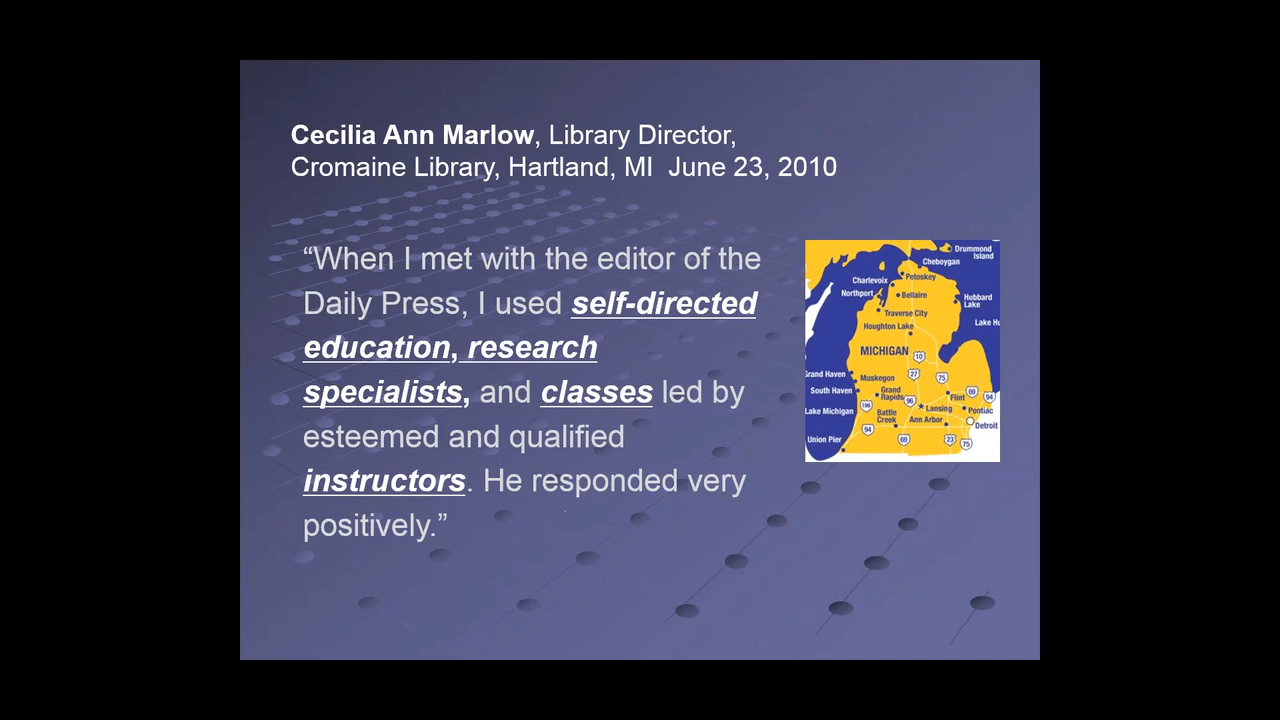 Cecilia Ann Marlow, Library Director,
Cromaine Library, Hartland, MI  June 23, 2010
“When I met with the editor of the
Daily Press, I used self-directed
education, research
specialists, and classes led by
esteemed and qualified
instructors. He responded very
positively.”
Drummond
Island
Cheboygan
Petoskey
Charlevoix
Northport
Bellaire
Hubbard
Lake
Traverse City
Lake Hu
Houghton Lake
MICHIGAN
10
Grand Haven
27
75
Muskegon
South Haven
Grand
Rapids
69
94
Flint
196
96
Lansing
Pontiac
Lake Michigan
Battle
Creek
Ann Arbor
Detroit
94
Union Pier
69
23
75